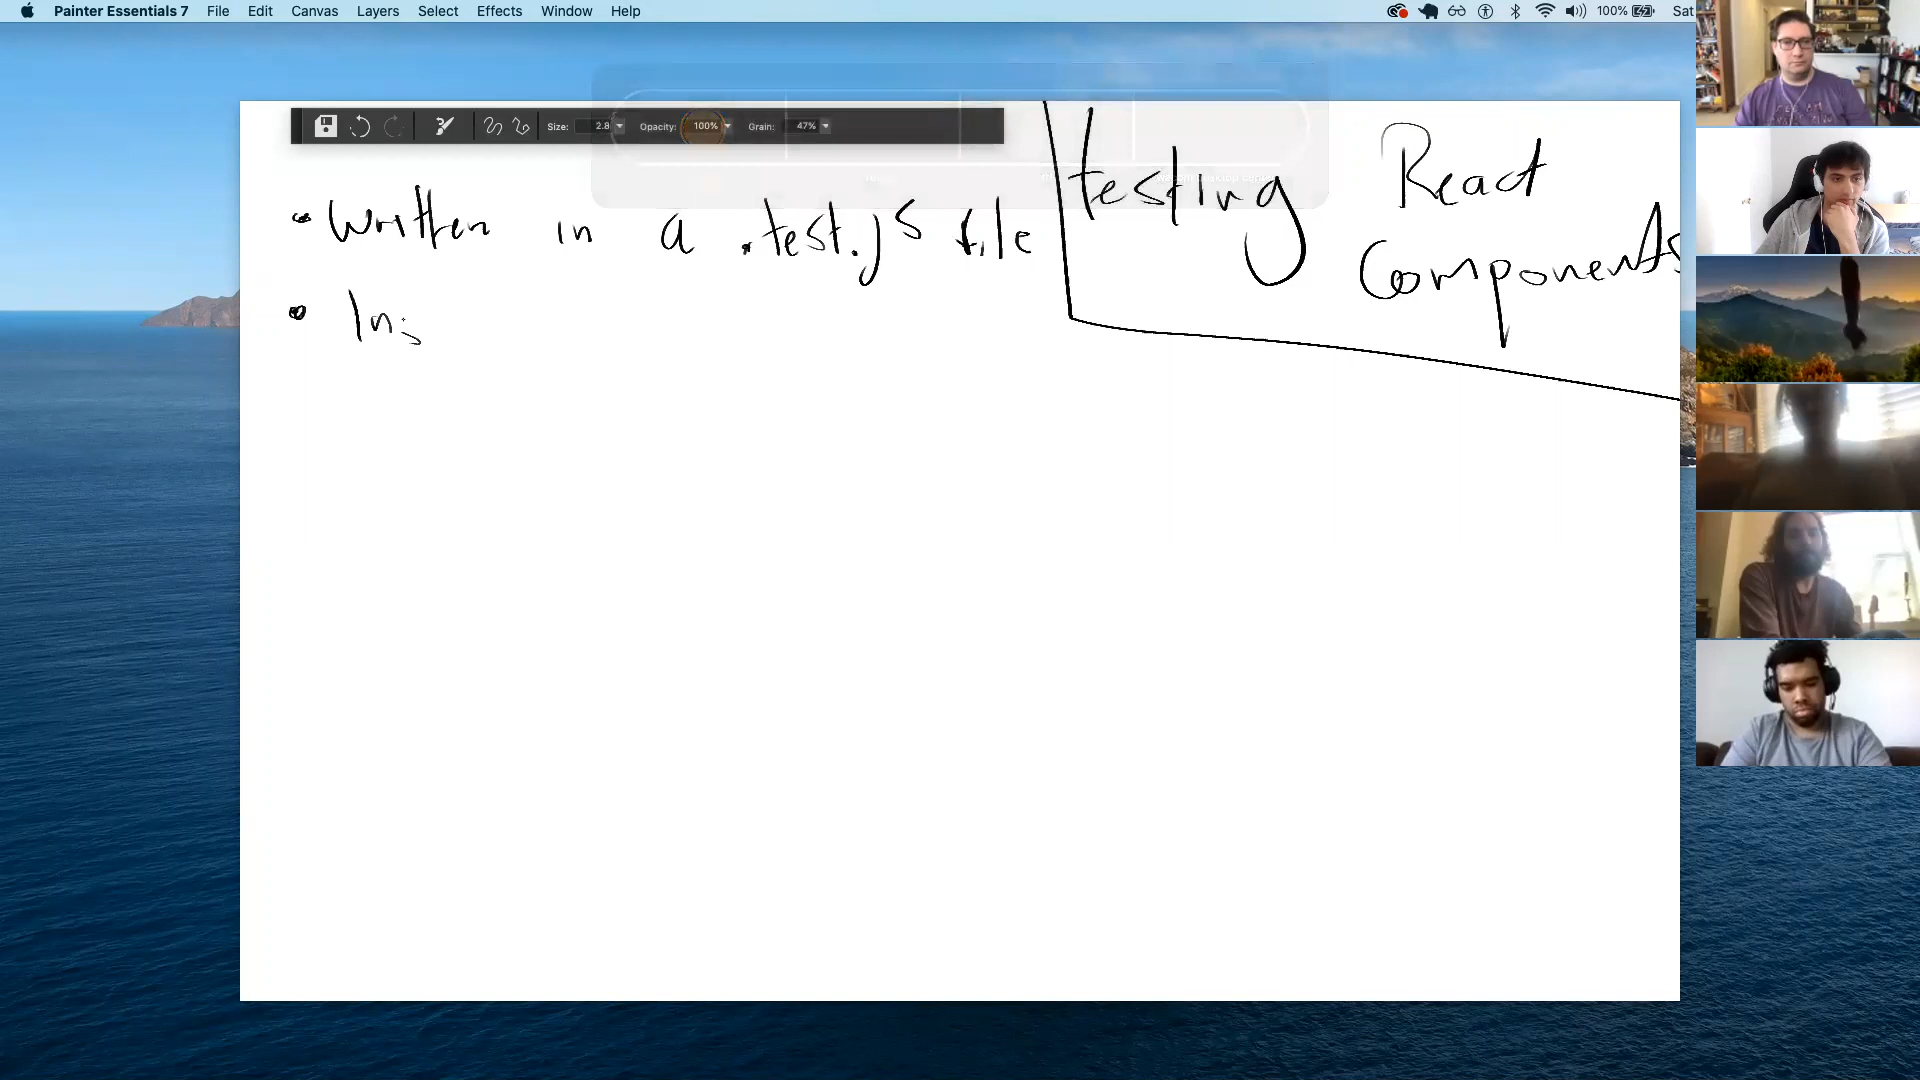 Painter Essentials 7 File Edit Canvas Layers Select Effects Window Help 100% Sat
Size: 2.8 Opacity: 100% Grain: 47%
testing React
Components
• Written in a .test.js file
• Ins